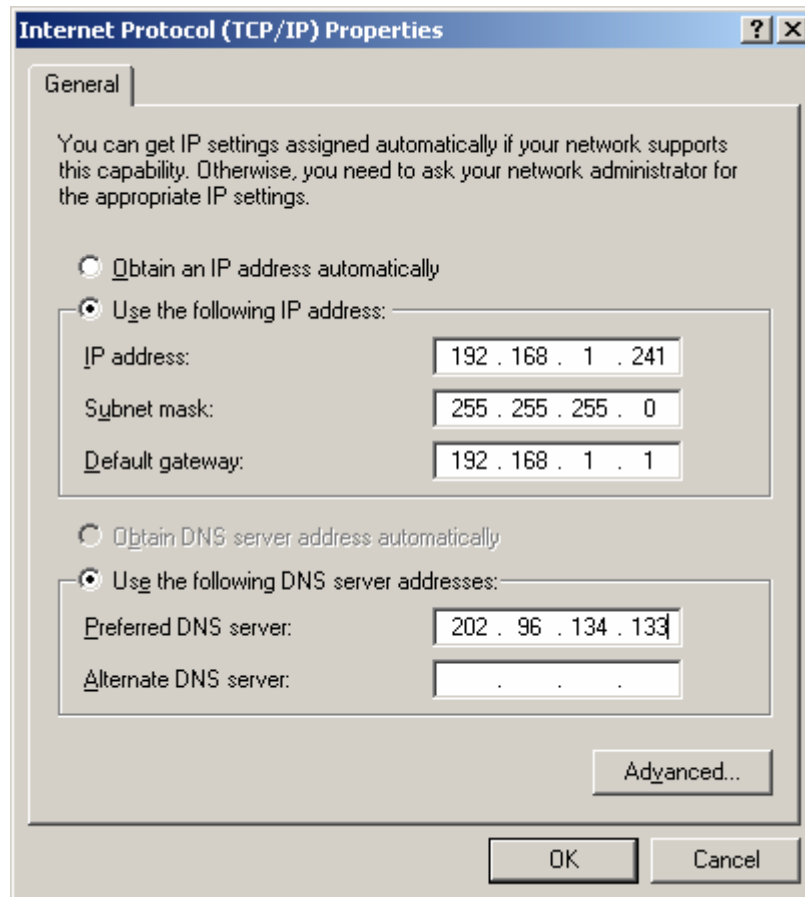 Internet Protocol (TCP/IP) Properties
General
You can get IP settings assigned automatically if your network supports
this capability. Otherwise, you need to ask your network administrator for
the appropriate IP settings.
Obtain an IP address automatically
Use the following IP address:
IP address: 192 . 168 . 1 . 241
Subnet mask: 255 . 255 . 255 . 0
Default gateway: 192 . 168 . 1 . 1
Obtain DNS server address automatically
Use the following DNS server addresses:
Preferred DNS server: 202 . 96 . 134 . 133
Alternate DNS server: . . .
Advanced...
OK Cancel